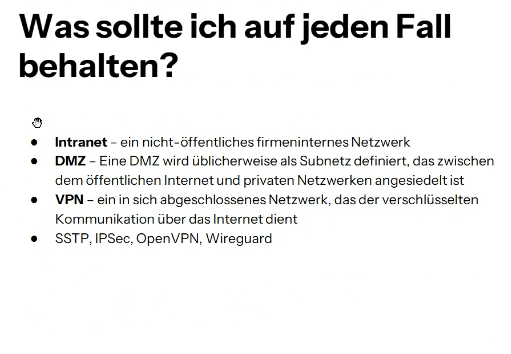 Was sollte ich auf jeden Fall
behalten?
● Intranet – ein nicht-öffentliches firmeninternes Netzwerk
● DMZ – Eine DMZ wird üblicherweise als Subnetz definiert, das zwischen
dem öffentlichen Internet und privaten Netzwerken angesiedelt ist
● VPN – ein in sich abgeschlossenes Netzwerk, das der verschlüsselten
Kommunikation über das Internet dient
● SSTP, IPSec, OpenVPN, Wireguard